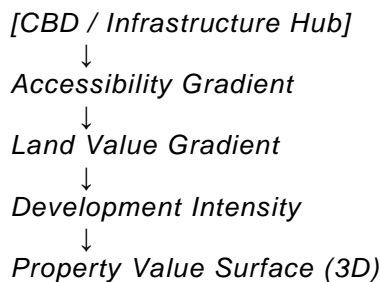 [CBD / Infrastructure Hub]
↓
Accessibility Gradient
↓
Land Value Gradient
↓
Development Intensity
↓
Property Value Surface (3D)